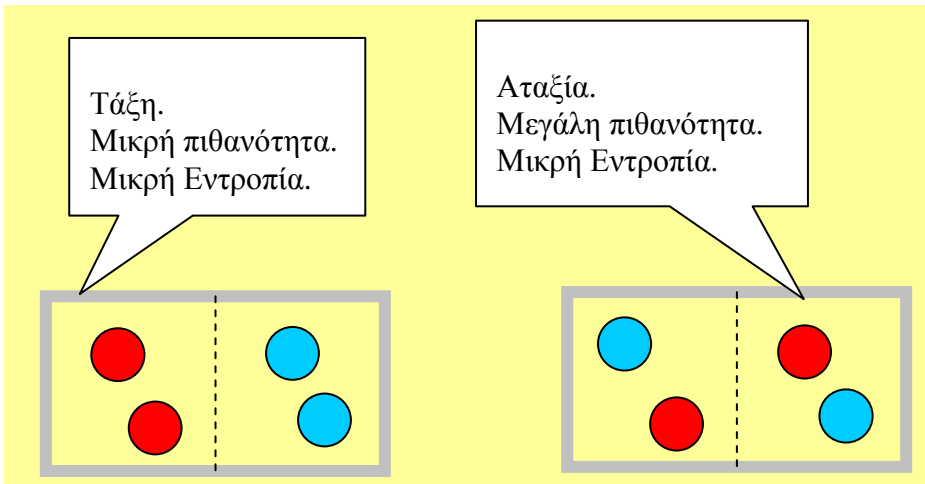 Τάξη.
Μικρή πιθανότητα.
Μικρή Εντροπία.
Αταξία.
Μεγάλη πιθανότητα.
Μικρή Εντροπία.